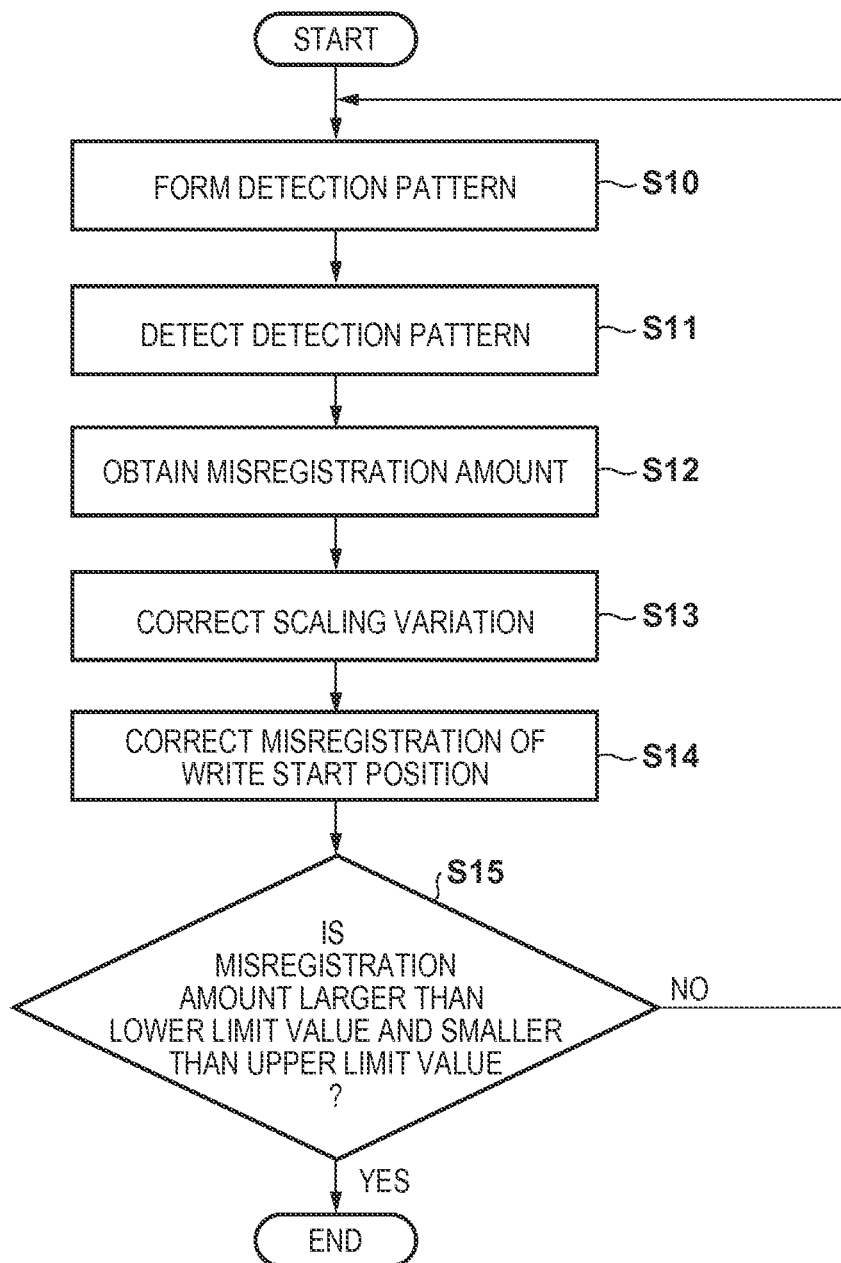 START
FORM DETECTION PATTERN
S10
DETECT DETECTION PATTERN
S11
OBTAIN MISREGISTRATION AMOUNT
S12
CORRECT SCALING VARIATION
S13
CORRECT MISREGISTRATION OF
WRITE START POSITION
S14
S15
IS
MISREGISTRATION
AMOUNT LARGER THAN
LOWER LIMIT VALUE AND SMALLER
THAN UPPER LIMIT VALUE
?
NO
YES
END